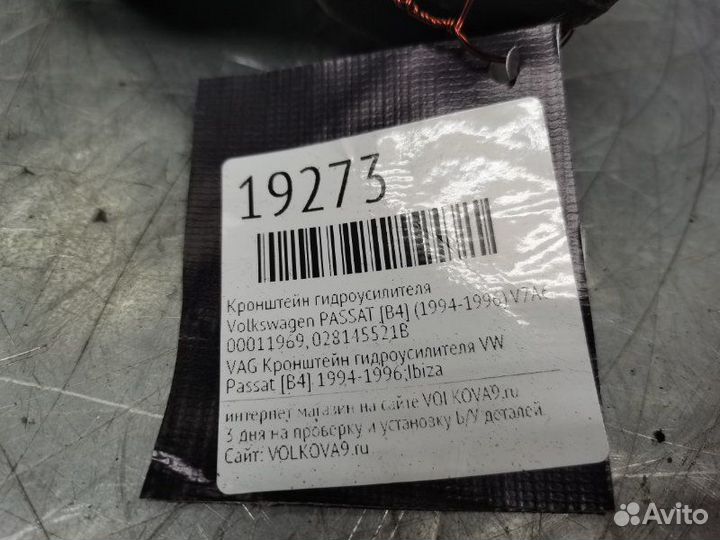 19273
Кронштейн гидроусилителя
Volkswagen PASSAT [B4] (1994-1996) V7A6
00011969,028145521B
VAG Кронштейн гидроусилителя VW
Passat [B4] 1994-1996;Ibiza
интернет магазин на сайте VOLKOVA9.ru
3 дня на проверку и установку Б/У деталей.
Сайт: VOLKOVA9.ru
Avito